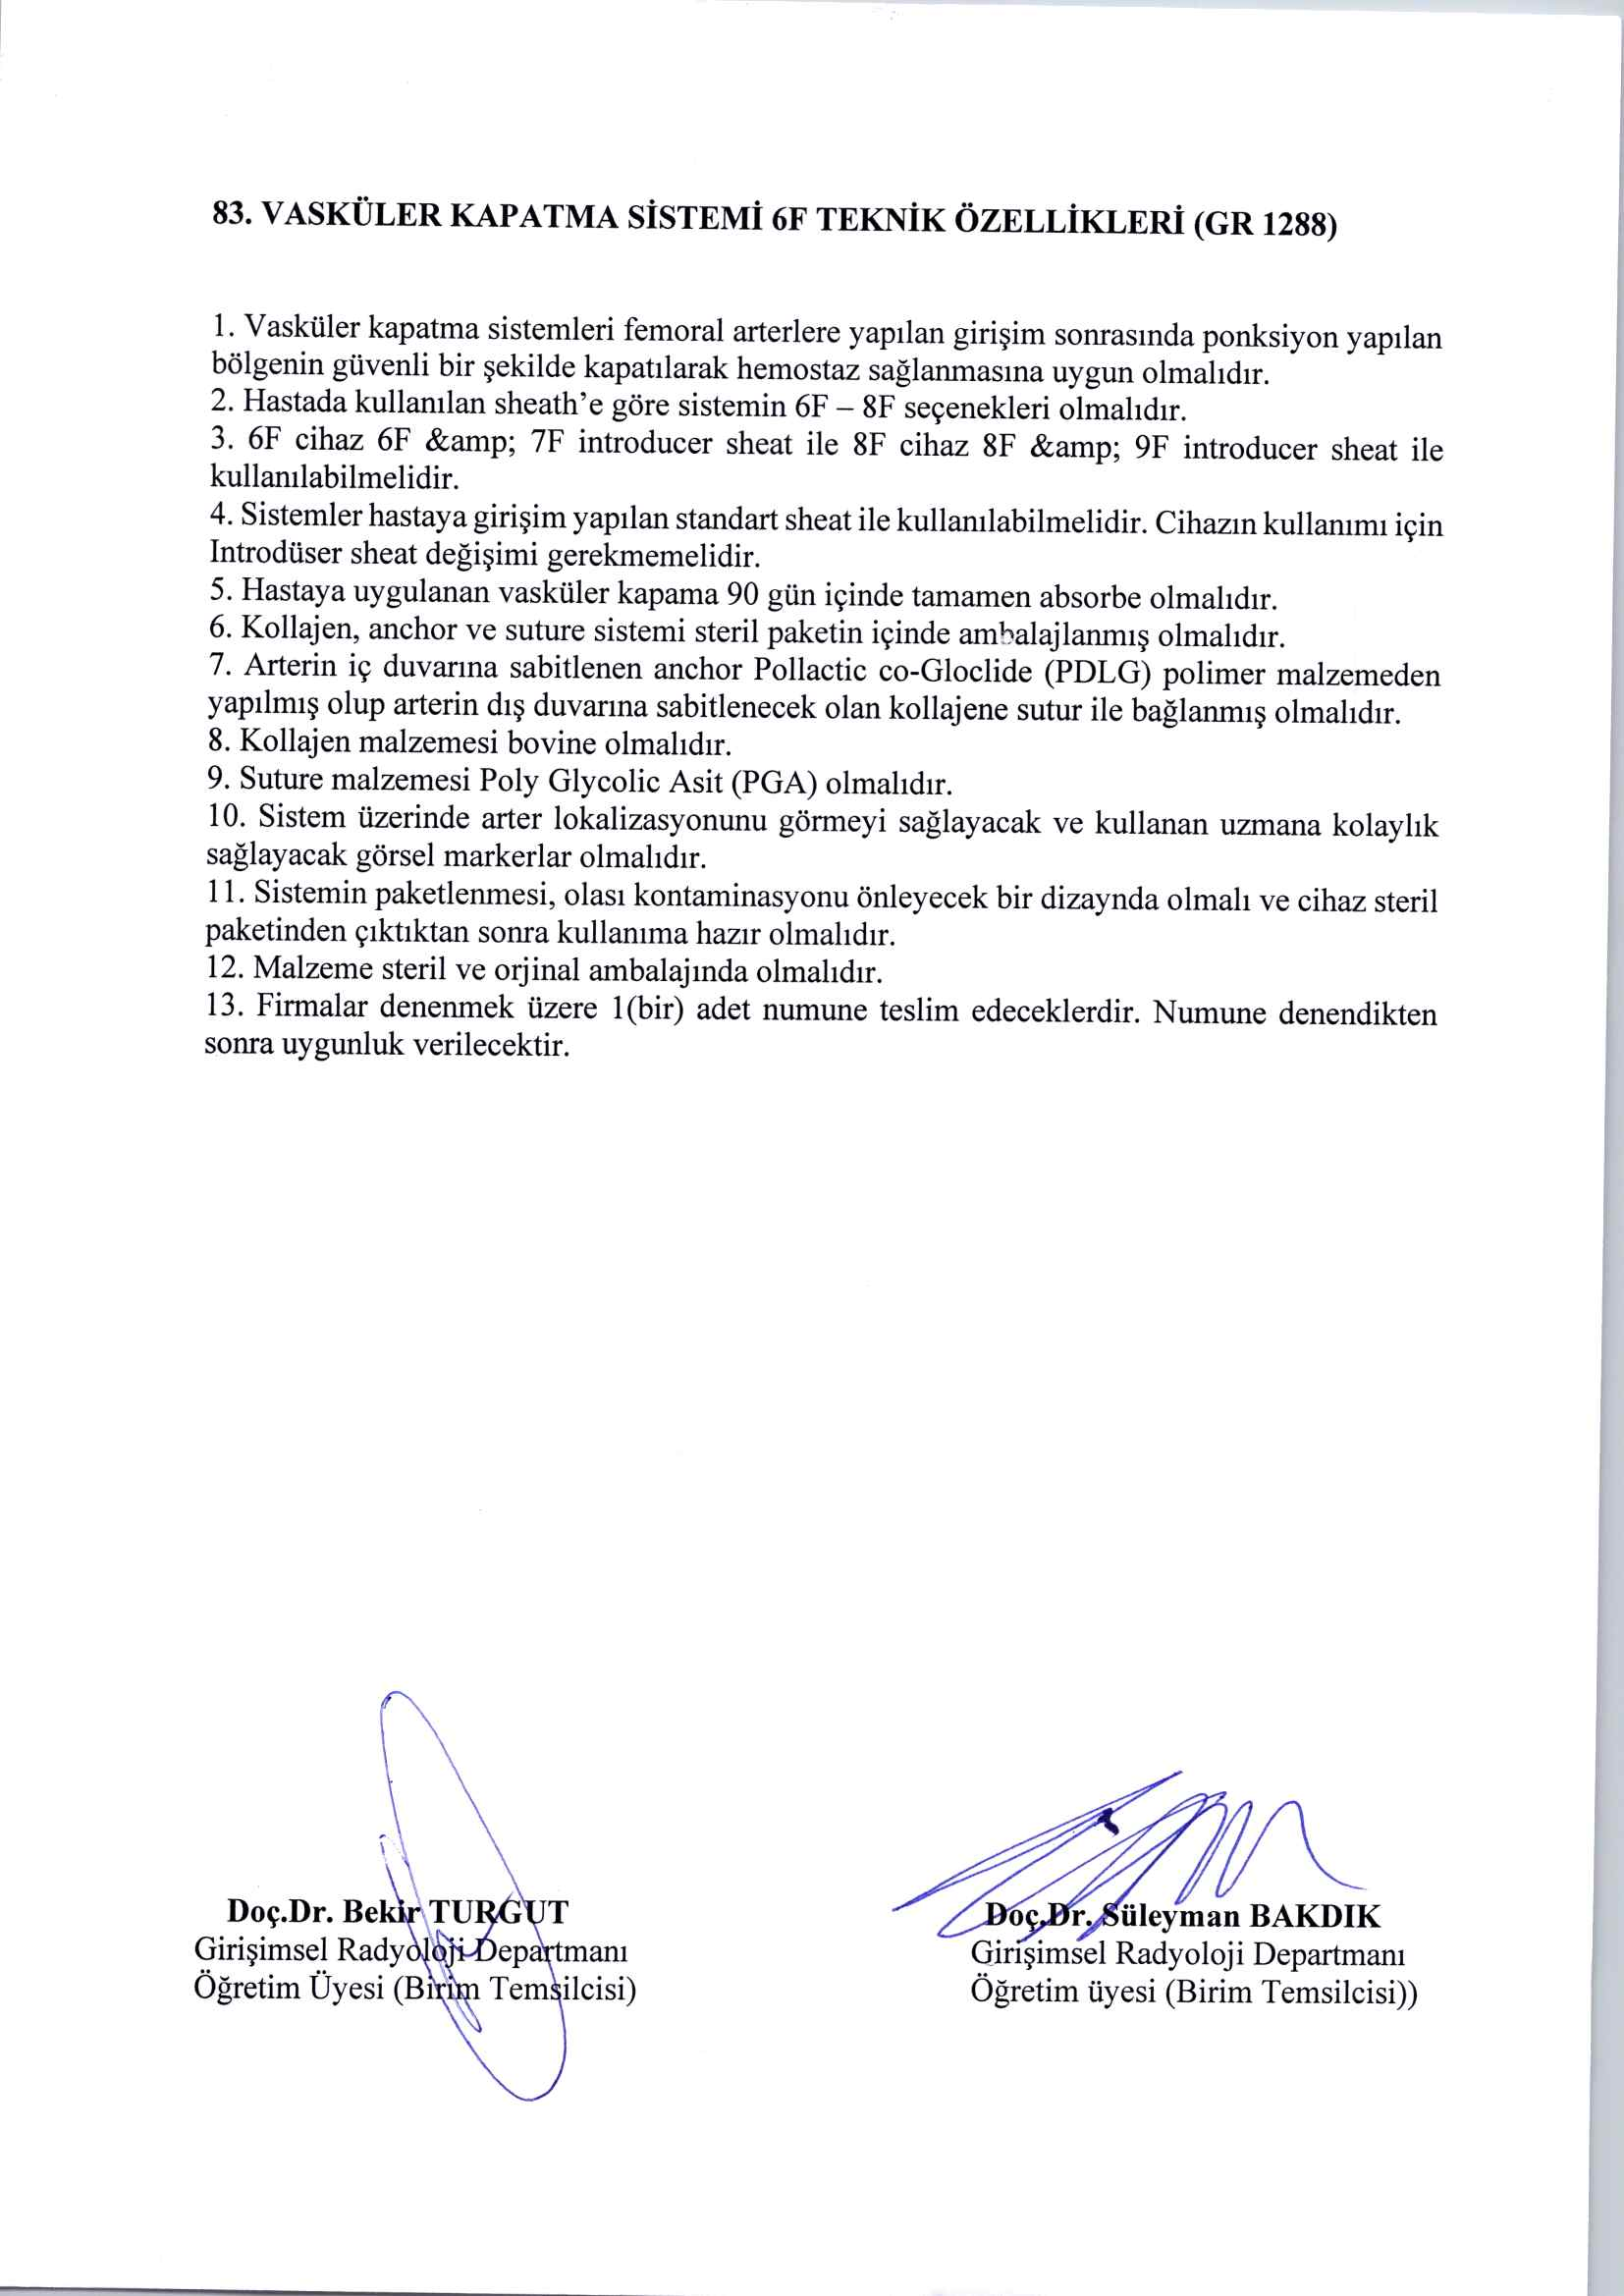 83. VASKÜLER KAPATMA SİSTEMİ 6F TEKNİK ÖZELLİKLERİ (GR 1288)
1. Vasküler kapatma sistemleri femoral arterlere yapılan girişim sonrasında ponksiyon yapılan
bölgenin güvenli bir şekilde kapatılarak hemostaz sağlanmasına uygun olmalıdır.
2. Hastada kullanılan sheath’e göre sistemin 6F – 8F seçenekleri olmalıdır.
3. 6F cihaz 6F &amp; 7F introducer sheat ile 8F cihaz 8F &amp; 9F introducer sheat ile
kullanılabilmelidir.
4. Sistemler hastaya girişim yapılan standart sheat ile kullanılabilmelidir. Cihazın kullanımı için
Introdüser sheat değişimi gerekmemelidir.
5. Hastaya uygulanan vasküler kapama 90 gün içinde tamamen absorbe olmalıdır.
6. Kollajen, anchor ve suture sistemi steril paketin içinde ambalajlanmış olmalıdır.
7. Arterin iç duvarına sabitlenen anchor Pollactic co-Gloclide (PDLG) polimer malzemeden
yapılmış olup arterin dış duvarına sabitlenecek olan kollajene sutur ile bağlanmış olmalıdır.
8. Kollajen malzemesi bovine olmalıdır.
9. Suture malzemesi Poly Glycolic Asit (PGA) olmalıdır.
10. Sistem üzerinde arter lokalizasyonunu görmeyi sağlayacak ve kullanan uzmana kolaylık
sağlayacak görsel markerlar olmalıdır.
11. Sistemin paketlenmesi, olası kontaminasyonu önleyecek bir dizaynda olmalı ve cihaz steril
paketinden çıktıktan sonra kullanıma hazır olmalıdır.
12. Malzeme steril ve orjinal ambalajında olmalıdır.
13. Firmalar denenmek üzere 1(bir) adet numune teslim edeceklerdir. Numune denendikten
sonra uygunluk verilecektir.
Doç.Dr. Bekir TURGUT
Girişimsel Radyoloji Departmanı
Öğretim Üyesi (Birim Temsilcisi)
Doç.Dr. Süleyman BAKDIK
Girişimsel Radyoloji Departmanı
Öğretim üyesi (Birim Temsilcisi))